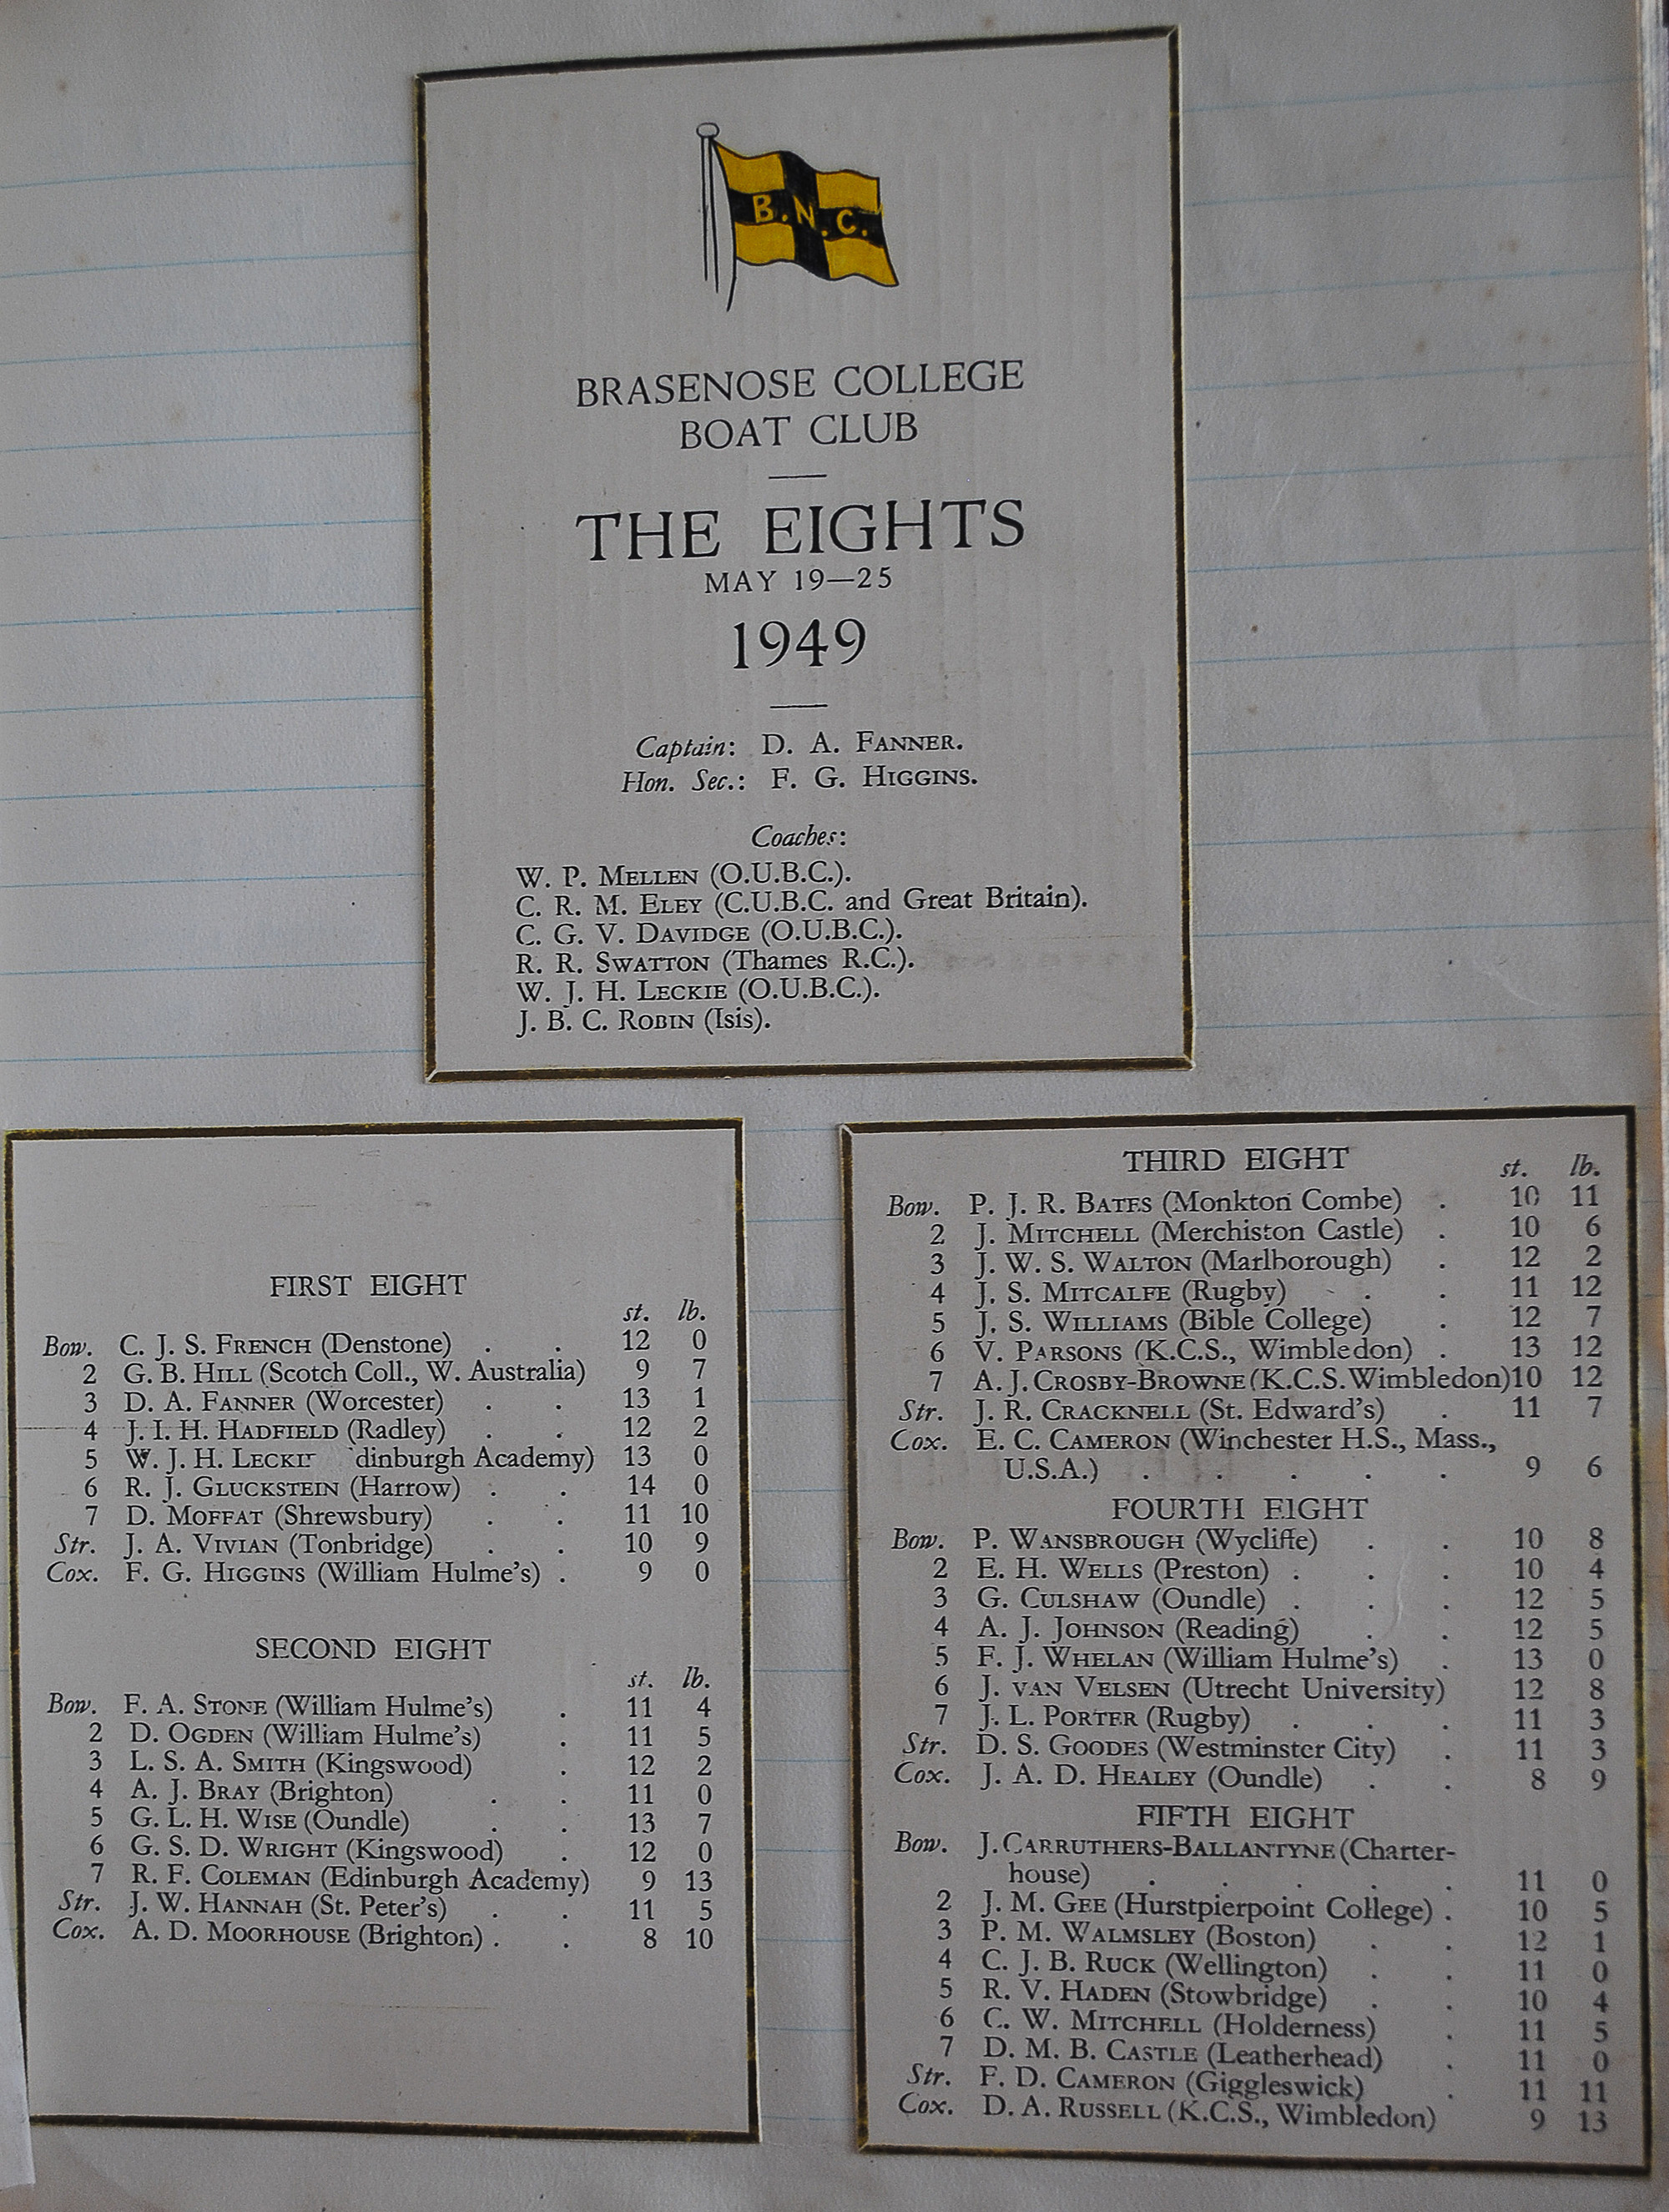 B.N.C.
BRASENOSE COLLEGE
BOAT CLUB
THE EIGHTS
MAY 19—25
1949
Captain: D. A. FANNER.
Hon. Sec.: F. G. HIGGINS.
Coaches:
W. P. MELLEN (O.U.B.C.).
C. R. M. ELEY (C.U.B.C. and Great Britain).
C. G. V. DAVIDGE (O.U.B.C.).
R. R. SWATTON (Thames R.C.).
W. J. H. LECKIE (O.U.B.C.).
J. B. C. ROBIN (Isis).
FIRST EIGHT
st. lb.
Bow. C. J. S. FRENCH (Denstone) . . 12 0
2 G. B. HILL (Scotch Coll., W. Australia) 9 7
3 D. A. FANNER (Worcester) . . 13 1
4 J. I. H. HADFIELD (Radley) . . 12 2
5 W. J. H. dinburgh Academy) 13 0
6 R. J. GLUCKSTEIN (Harrow) . . 14 0
7 D. MOFFAT (Shrewsbury) . . 11 10
Str. J. A. VIVIAN (Tonbridge) . . 10 9
Cox. F. G. HIGGINS (William Hulme's) . 9 0
SECOND EIGHT
st. lb.
Bow. F. A. STONE (William Hulme's) . 11 4
2 D. OGDEN (William Hulme's) . 11 5
3 L. S. A. SMITH (Kingswood) . 12 2
4 A. J. BRAY (Brighton) . . 11 0
5 G. L. H. WISE (Oundle) . . 13 7
6 G. S. D. WRIGHT (Kingswood) . 12 0
7 R. F. COLEMAN (Edinburgh Academy) 9 13
Str. J. W. HANNAH (St. Peter's) . . 11 5
Cox. A. D. MOORHOUSE (Brighton) . . 8 10
THIRD EIGHT
st. lb.
Bow. P. J. R. BATES (Monkton Combe) . 10 11
2 J. MITCHELL (Merchiston Castle) . 10 6
3 J. W. S. WALTON (Marlborough) . 12 2
4 J. S. MITCALFE (Rugby) . . 11 12
5 J. S. WILLIAMS (Bible College) . 12 7
6 V. PARSONS (K.C.S., Wimbledon) . 13 12
7 A. J. CROSBY-BROWNE (K.C.S. Wimbledon) 10 12
Str. J. R. CRACKNELL (St. Edward's) . 11 7
Cox. E. C. CAMERON (Winchester H.S., Mass.,
U.S.A.) . . . . . 9 6
FOURTH EIGHT
Bow. P. WANSBROUGH (Wycliffe) . . 10 8
2 E. H. WELLS (Preston) . . . 10 4
3 G. CULSHAW (Oundle) . . . 12 5
4 A. J. JOHNSON (Reading) . . 12 5
5 F. J. WHELAN (William Hulme's) . 13 0
6 J. VAN VELSEN (Utrecht University) 12 8
7 J. L. PORTER (Rugby) . . . 11 3
Str. D. S. GOODES (Westminster City) . 11 3
Cox. J. A. D. HEALEY (Oundle) . . 8 9
FIFTH EIGHT
Bow. J. CARRUTHERS-BALLANTYNE (Charter-
house) . . . . . 11 0
2 J. M. GEE (Hurstpierpoint College) . 10 5
3 P. M. WALMSLEY (Boston) . . 12 1
4 C. J. B. RUCK (Wellington) . . 11 0
5 R. V. HADEN (Stowbridge) . . 10 4
6 C. W. MITCHELL (Holderness) . 11 5
7 D. M. B. CASTLE (Leatherhead) . 11 0
Str. F. D. CAMERON (Giggleswick) . 11 11
Cox. D. A. RUSSELL (K.C.S., Wimbledon) 9 13